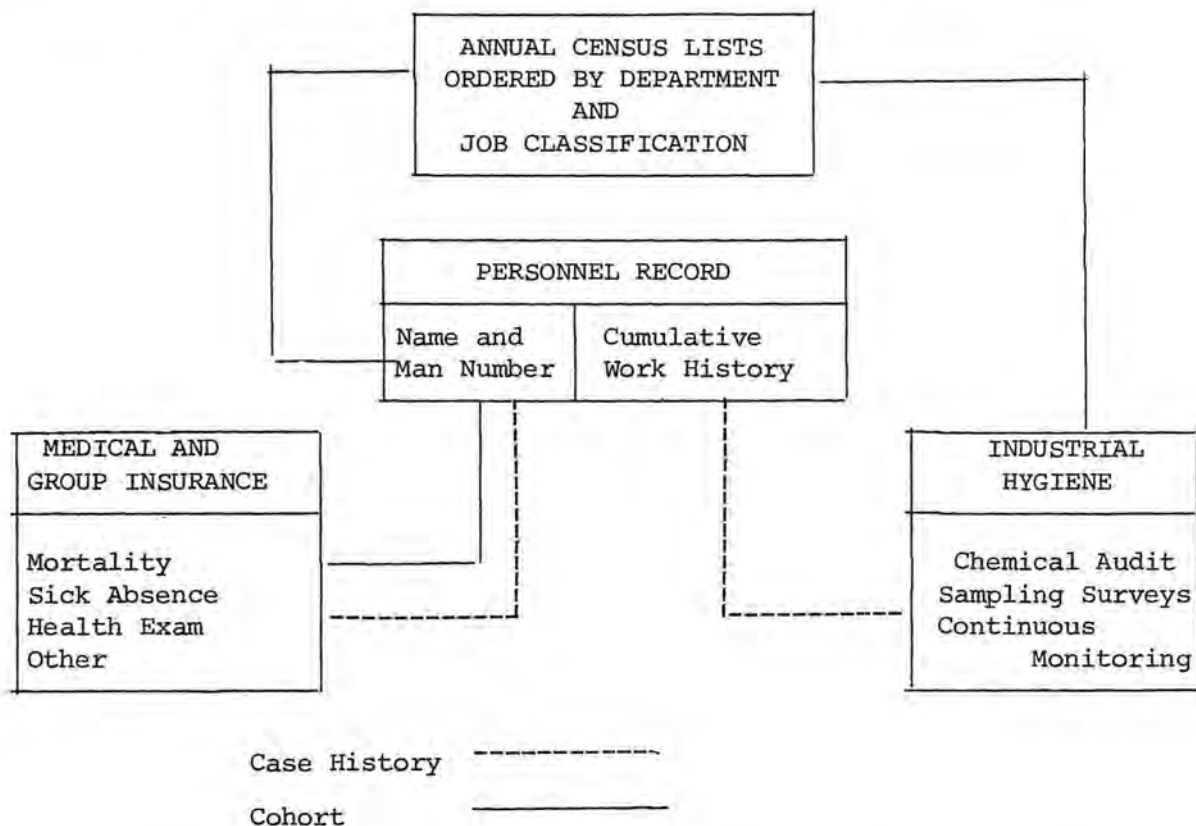 ANNUAL CENSUS LISTS
ORDERED BY DEPARTMENT
AND
JOB CLASSIFICATION
PERSONNEL RECORD
Name and
Man Number
Cumulative
Work History
MEDICAL AND
GROUP INSURANCE
Mortality
Sick Absence
Health Exam
Other
INDUSTRIAL
HYGIENE
Chemical Audit
Sampling Surveys
Continuous
Monitoring
Case History
Cohort